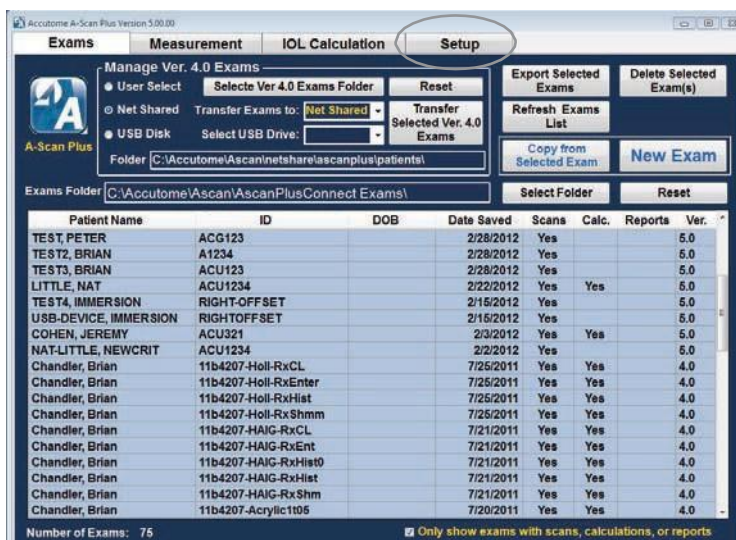 Accutome A-Scan Plus Version 5.00.00
Exams Measurement IOL Calculation Setup
Manage Ver. 4.0 Exams
User Select Selecte Ver 4.0 Exams Folder Reset
Net Shared Transfer Exams to: Net Shared Transfer Selected Ver. 4.0 Exams
USB Disk Select USB Drive:
Folder C:\Accutome\Ascan\netshare\ascanplus\patients\
A-Scan Plus
Export Selected Exams Delete Selected Exam(s)
Refresh Exams List
Copy from Selected Exam New Exam
Exams Folder C:\Accutome\Ascan\AscanPlusConnect Exams\ Select Folder Reset
Patient Name ID DOB Date Saved Scans Calc. Reports Ver.
TEST, PETER ACG123 2/28/2012 Yes 5.0
TEST2, BRIAN A1234 2/28/2012 Yes 5.0
TEST3, BRIAN ACU123 2/28/2012 Yes 5.0
LITTLE, NAT ACU1234 2/22/2012 Yes Yes 5.0
TEST4, IMMERSION RIGHT-OFFSET 2/15/2012 Yes 5.0
USB-DEVICE, IMMERSION RIGHTOFFSET 2/15/2012 Yes 5.0
COHEN, JEREMY ACU321 2/3/2012 Yes Yes 5.0
NAT-LITTLE, NEWCRIT ACU1234 2/2/2012 Yes 5.0
Chandler, Brian 11b4207-Holl-RxCL 7/25/2011 Yes Yes 4.0
Chandler, Brian 11b4207-Holl-RxEnter 7/25/2011 Yes Yes 4.0
Chandler, Brian 11b4207-Holl-RxHist 7/25/2011 Yes Yes 4.0
Chandler, Brian 11b4207-Holl-RxShmm 7/25/2011 Yes Yes 4.0
Chandler, Brian 11b4207-HAIG-RxCL 7/21/2011 Yes Yes 4.0
Chandler, Brian 11b4207-HAIG-RxEnt 7/21/2011 Yes Yes 4.0
Chandler, Brian 11b4207-HAIG-RxHist0 7/21/2011 Yes Yes 4.0
Chandler, Brian 11b4207-HAIG-RxHist 7/21/2011 Yes Yes 4.0
Chandler, Brian 11b4207-HAIG-RxShm 7/21/2011 Yes Yes 4.0
Chandler, Brian 11b4207-Acrylic1t05 7/20/2011 Yes Yes 4.0
Number of Exams: 75 Only show exams with scans, calculations, or reports